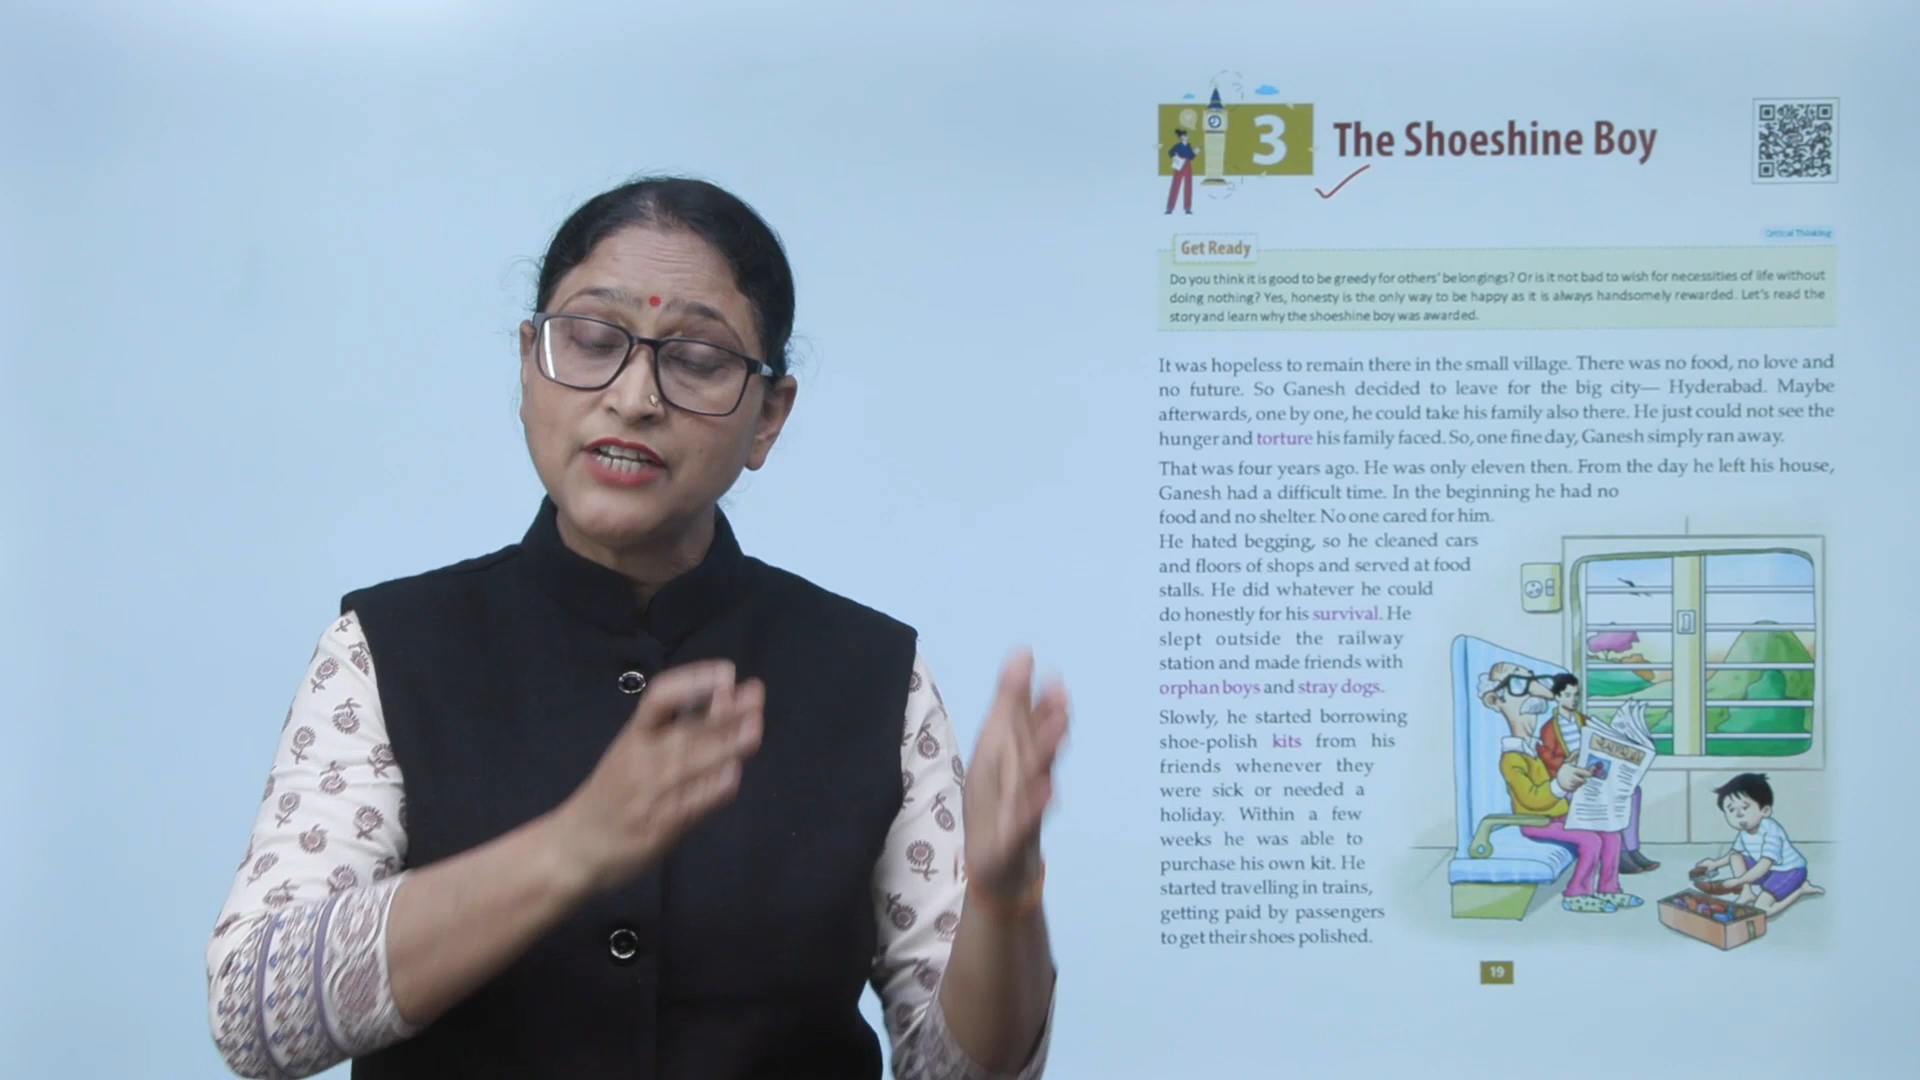 3
The Shoeshine Boy
Critical Thinking
Get Ready
Do you think it is good to be greedy for others' belongings? Or is it not bad to wish for necessities of life without
doing nothing? Yes, honesty is the only way to be happy as it is always handsomely rewarded. Let's read the
story and learn why the shoeshine boy was awarded.
It was hopeless to remain there in the small village. There was no food, no love and
no future. So Ganesh decided to leave for the big city— Hyderabad. Maybe
afterwards, one by one, he could take his family also there. He just could not see the
hunger and torture his family faced. So, one fine day, Ganesh simply ran away.
That was four years ago. He was only eleven then. From the day he left his house,
Ganesh had a difficult time. In the beginning he had no
food and no shelter. No one cared for him.
He hated begging, so he cleaned cars
and floors of shops and served at food
stalls. He did whatever he could
do honestly for his survival. He
slept outside the railway
station and made friends with
orphan boys and stray dogs.
Slowly, he started borrowing
shoe-polish kits from his
friends whenever they
were sick or needed a
holiday. Within a few
weeks he was able to
purchase his own kit. He
started travelling in trains,
getting paid by passengers
to get their shoes polished.
19